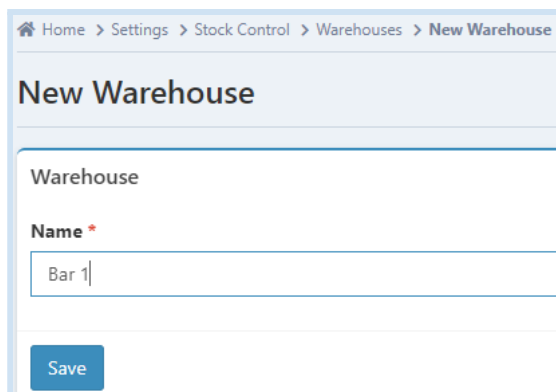 Home > Settings > Stock Control > Warehouses > New Warehouse
New Warehouse
Warehouse
Name *
Bar 1
Save